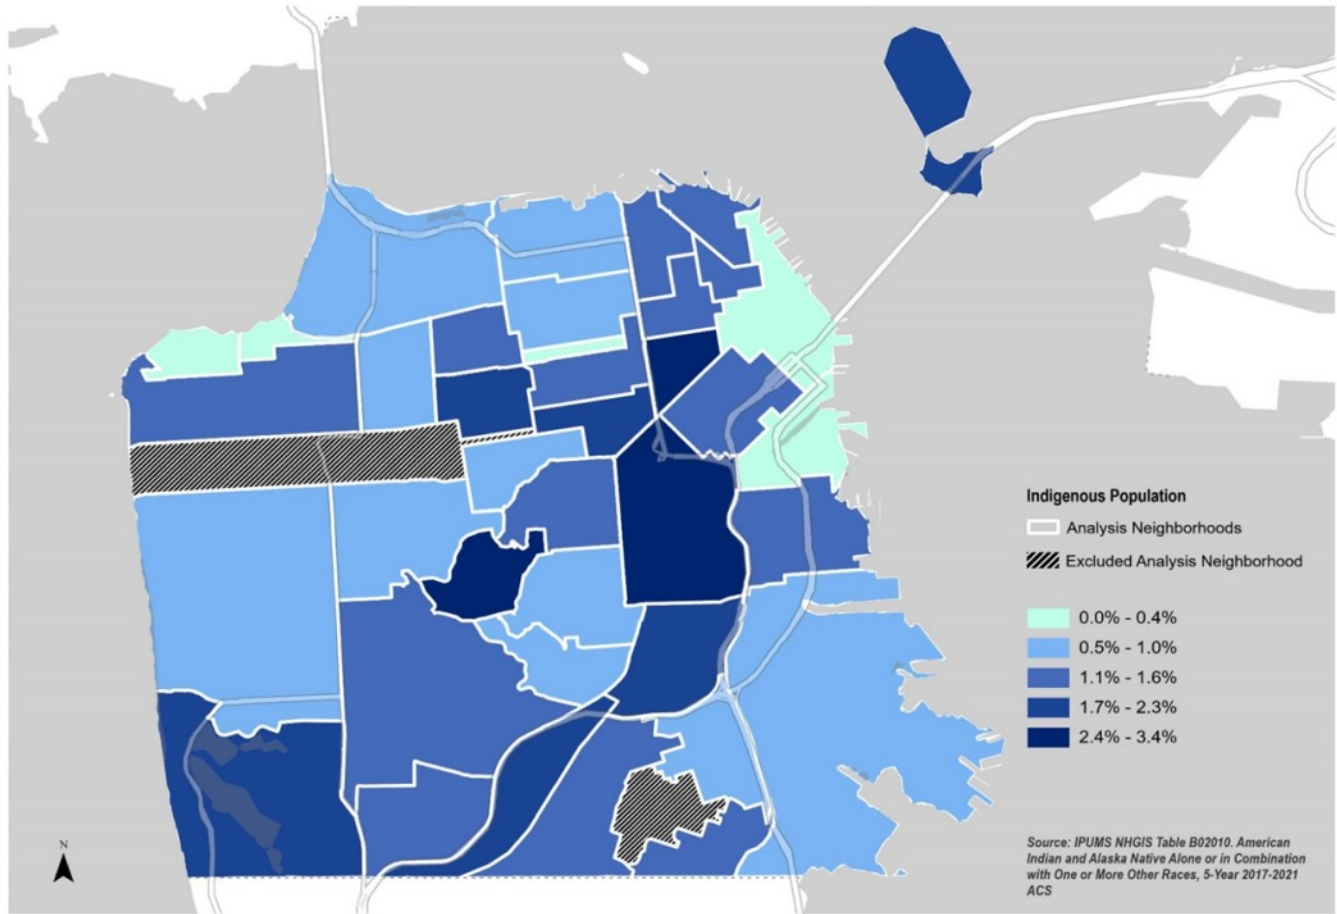 Indigenous Population
Analysis Neighborhoods
Excluded Analysis Neighborhood
0.0% - 0.4%
0.5% - 1.0%
1.1% - 1.6%
1.7% - 2.3%
2.4% - 3.4%
N
Source: IPUMS NHGIS Table B02010. American
Indian and Alaska Native Alone or in Combination
with One or More Other Races, 5-Year 2017-2021
ACS